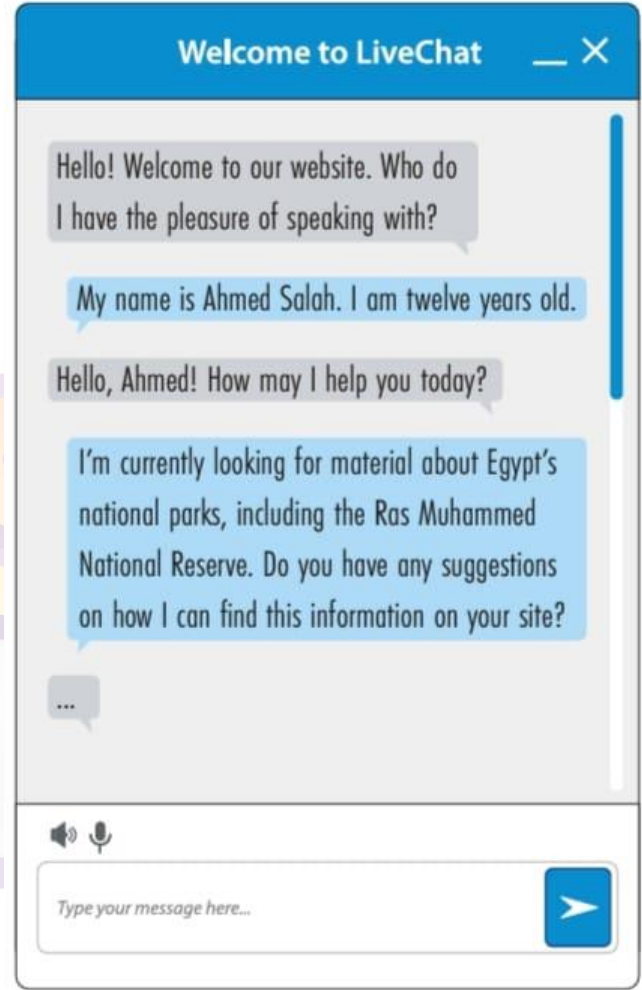 Welcome to LiveChat
Hello! Welcome to our website. Who do
I have the pleasure of speaking with?
My name is Ahmed Salah. I am twelve years old.
Hello, Ahmed! How may I help you today?
I'm currently looking for material about Egypt's
national parks, including the Ras Muhammed
National Reserve. Do you have any suggestions
on how I can find this information on your site?
...
Type your message here...